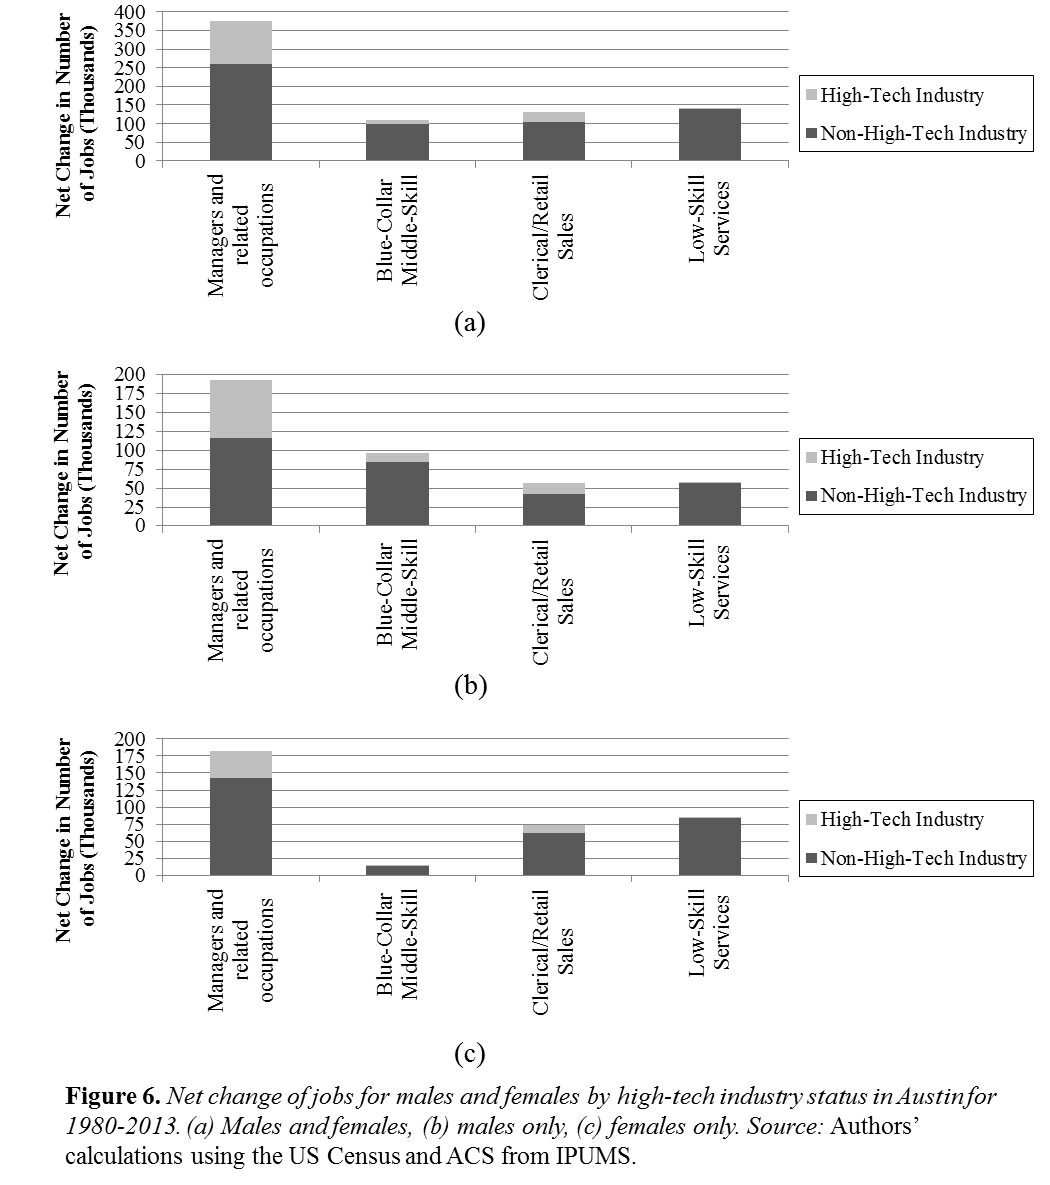 Net Change in Number
of Jobs (Thousands)
400
350
300
250
200
150
100
50
0
Managers and
related
occupations
Blue-Collar
Middle-Skill
Clerical/Retail
Sales
Low-Skill
Services
High-Tech Industry
Non-High-Tech Industry
(a)
Net Change in Number
of Jobs (Thousands)
200
175
150
125
100
75
50
25
0
Managers and
related
occupations
Blue-Collar
Middle-Skill
Clerical/Retail
Sales
Low-Skill
Services
High-Tech Industry
Non-High-Tech Industry
(b)
Net Change in Number
of Jobs (Thousands)
200
175
150
125
100
75
50
25
0
Managers and
related
occupations
Blue-Collar
Middle-Skill
Clerical/Retail
Sales
Low-Skill
Services
High-Tech Industry
Non-High-Tech Industry
(c)
Figure 6. Net change of jobs for males and females by high-tech industry status in Austin for
1980-2013. (a) Males and females, (b) males only, (c) females only. Source: Authors’
calculations using the US Census and ACS from IPUMS.